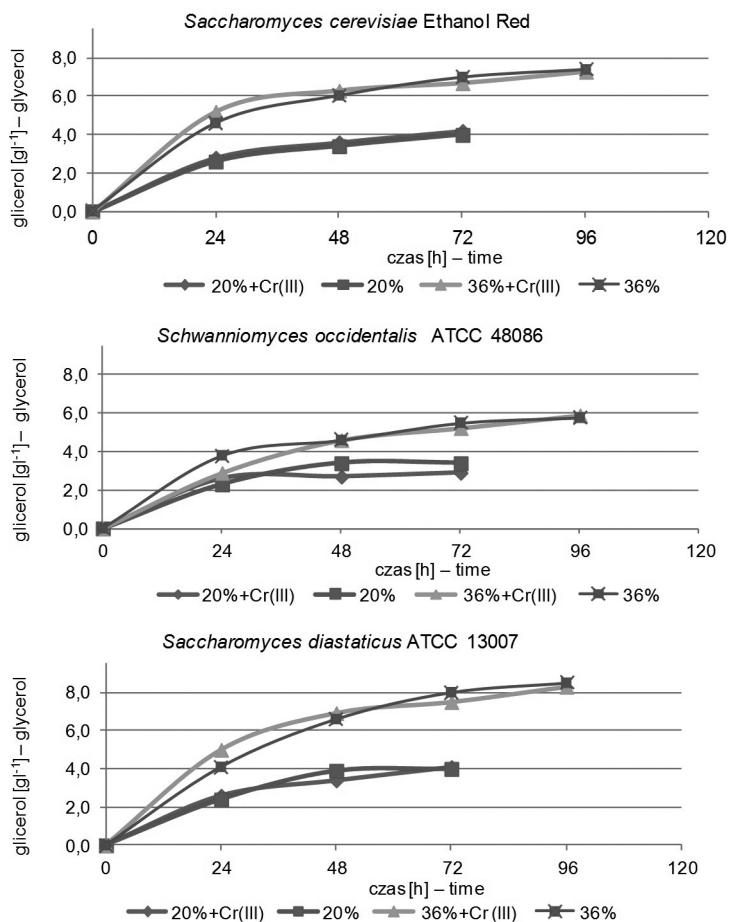 Saccharomyces cerevisiae Ethanol Red
glicerol [gl-1] – glycerol
8,0
6,0
4,0
2,0
0,0
0 24 48 72 96 120
czas [h] – time
20%+Cr(III) 20% 36%+Cr(III) 36%
Schwanniomyces occidentalis ATCC 48086
glicerol [gl-1] – glycerol
8,0
6,0
4,0
2,0
0,0
0 24 48 72 96 120
czas [h] – time
20%+Cr(III) 20% 36%+Cr(III) 36%
Saccharomyces diastaticus ATCC 13007
glicerol [gl-1] – glycerol
8,0
6,0
4,0
2,0
0,0
0 24 48 72 96 120
czas [h] – time
20%+Cr(III) 20% 36%+Cr (III) 36%